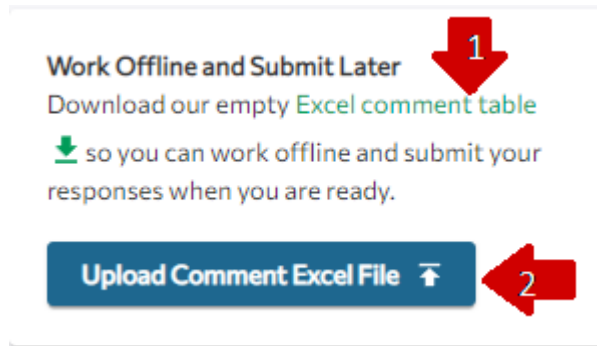 1
Work Offline and Submit Later
Download our empty Excel comment table
so you can work offline and submit your
responses when you are ready.
Upload Comment Excel File
2